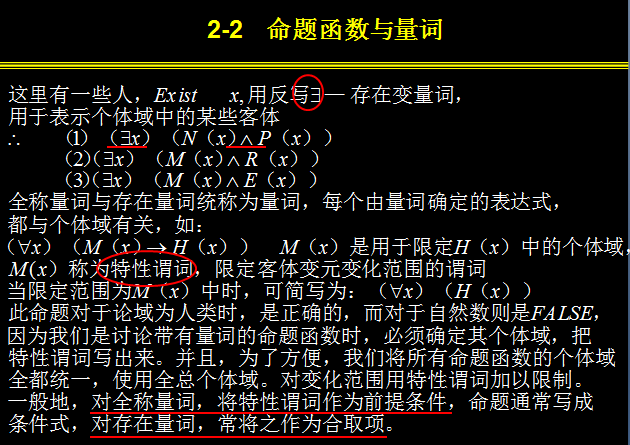 2-2 命题函数与量词
这里有一些人，Exist x,用反写∃— 存在变量词，
用于表示个体域中的某些客体
∴ (1) （∃x）（N（x）∧P（x））
(2)（∃x）（M（x）∧R（x））
(3)（∃x）（M（x）∧E（x））
全称量词与存在量词统称为量词，每个由量词确定的表达式，
都与个体域有关，如：
（∀x）（M（x）→H（x）） M（x）是用于限定H（x）中的个体域，
M(x）称为特性谓词，限定客体变元变化范围的谓词
当限定范围为M（x）中时，可简写为：（∀x）（H（x））
此命题对于论域为人类时，是正确的，而对于自然数则是FALSE，
因为我们是讨论带有量词的命题函数时，必须确定其个体域，把
特性谓词写出来。并且，为了方便，我们将所有命题函数的个体域
全都统一，使用全总个体域。对变化范围用特性谓词加以限制。
一般地，对全称量词，将特性谓词作为前提条件，命题通常写成
条件式，对存在量词，常将之作为合取项。